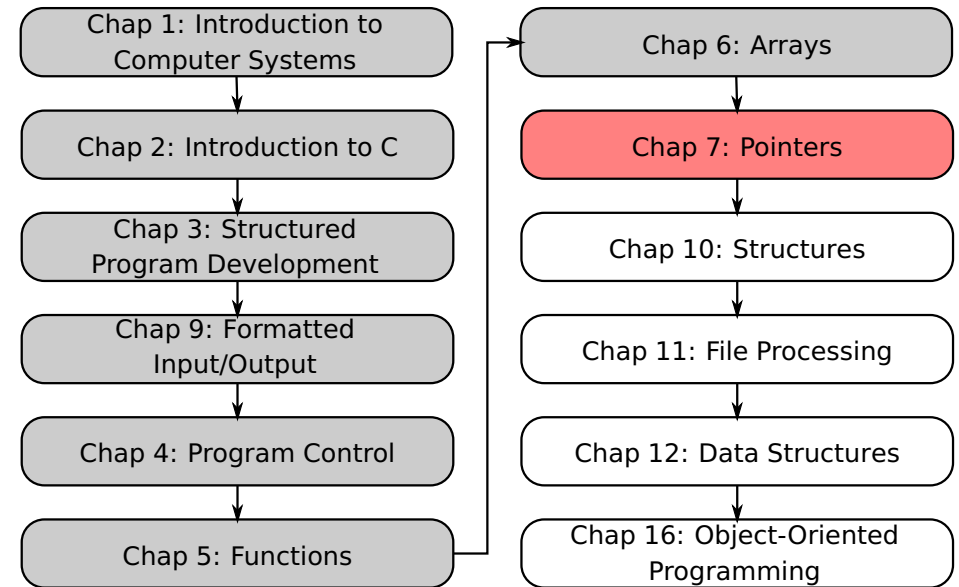 Chap 1: Introduction to
Computer Systems
Chap 2: Introduction to C
Chap 3: Structured
Program Development
Chap 9: Formatted
Input/Output
Chap 4: Program Control
Chap 5: Functions
Chap 6: Arrays
Chap 7: Pointers
Chap 10: Structures
Chap 11: File Processing
Chap 12: Data Structures
Chap 16: Object-Oriented
Programming